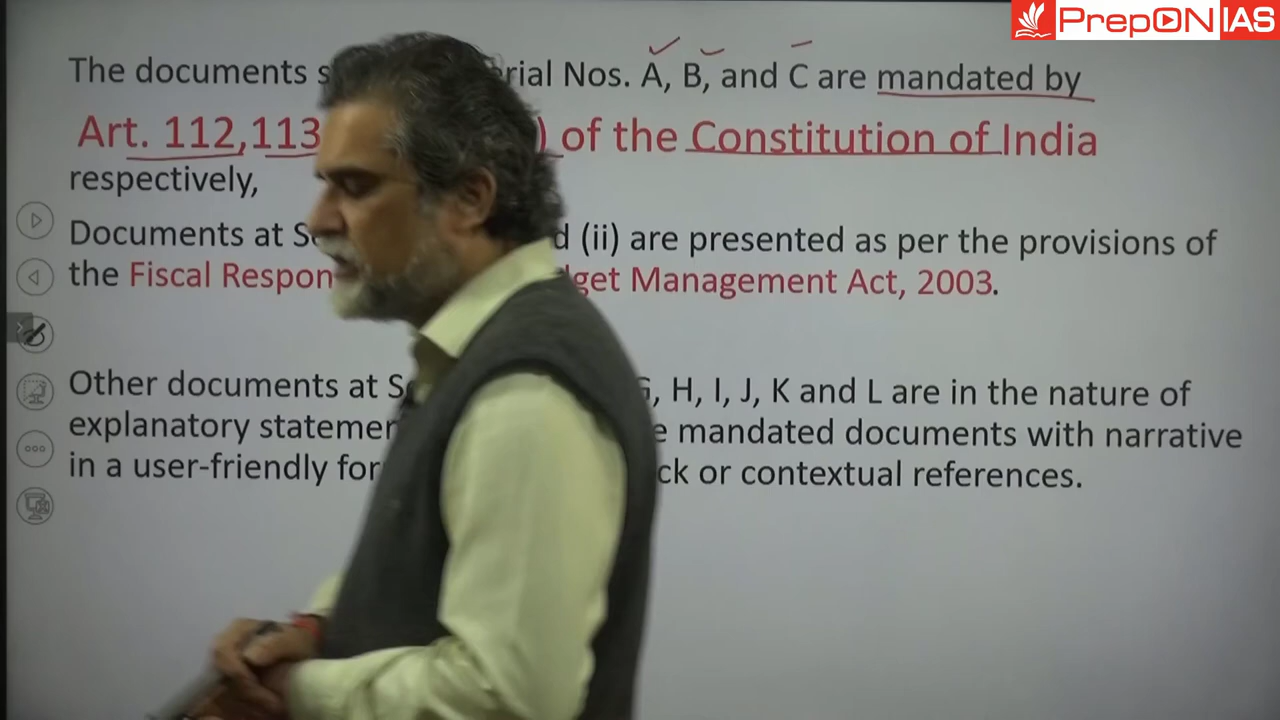 PrepON IAS
The documents s rial Nos. A, B, and C are mandated by
Art. 112,113 ) of the Constitution of India
respectively,
Documents at S d (ii) are presented as per the provisions of
the Fiscal Respon get Management Act, 2003.
Other documents at S G, H, I, J, K and L are in the nature of
explanatory statemen e mandated documents with narrative
in a user-friendly for ck or contextual references.